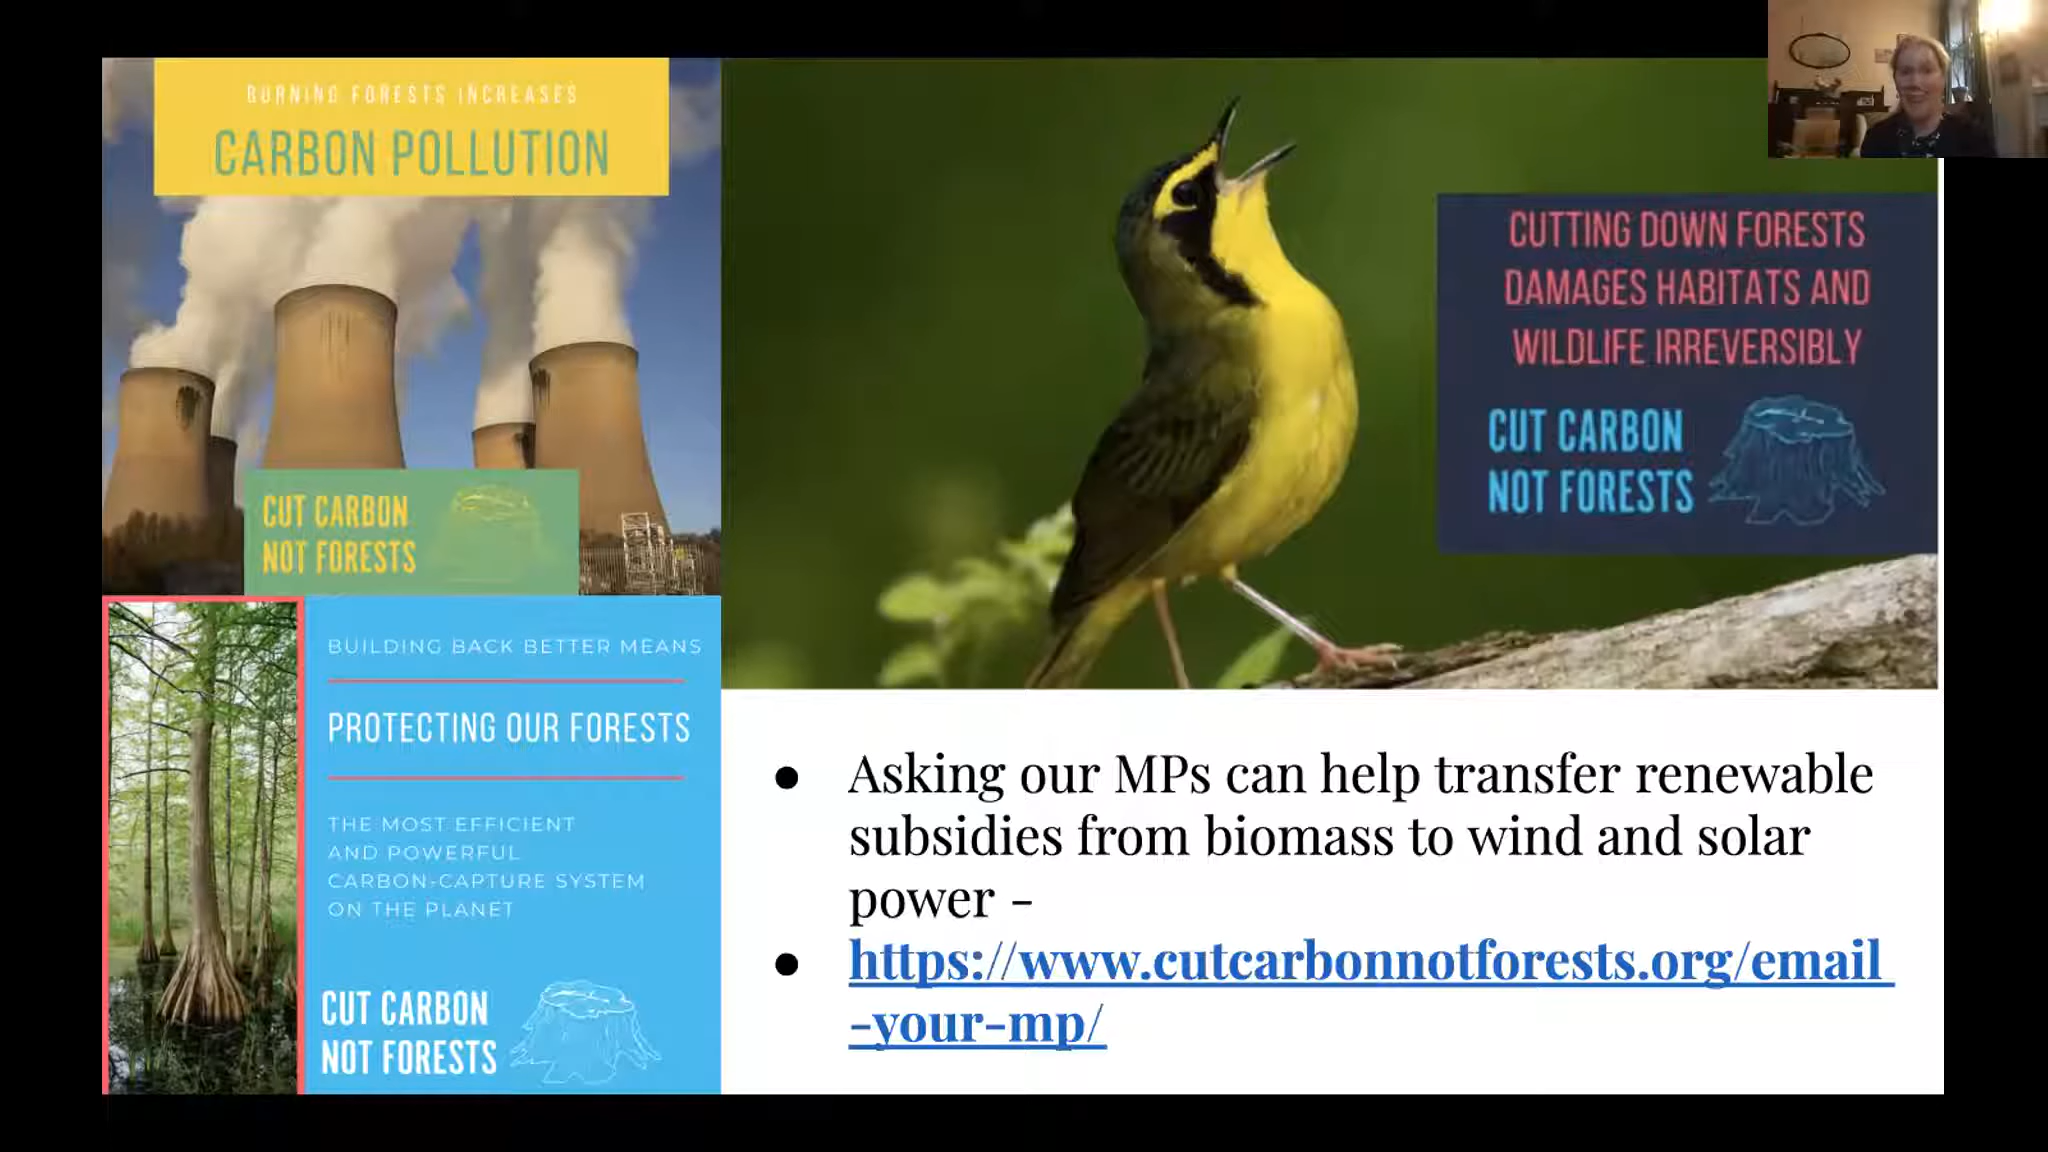 BURNING FORESTS INCREASES
CARBON POLLUTION
CUT CARBON
NOT FORESTS
BUILDING BACK BETTER MEANS
PROTECTING OUR FORESTS
THE MOST EFFICIENT
AND POWERFUL
CARBON-CAPTURE SYSTEM
ON THE PLANET
CUT CARBON
NOT FORESTS
CUTTING DOWN FORESTS
DAMAGES HABITATS AND
WILDLIFE IRREVERSIBLY
CUT CARBON
NOT FORESTS
● Asking our MPs can help transfer renewable
subsidies from biomass to wind and solar
power -
● https://www.cutcarbonnotforests.org/email
-your-mp/